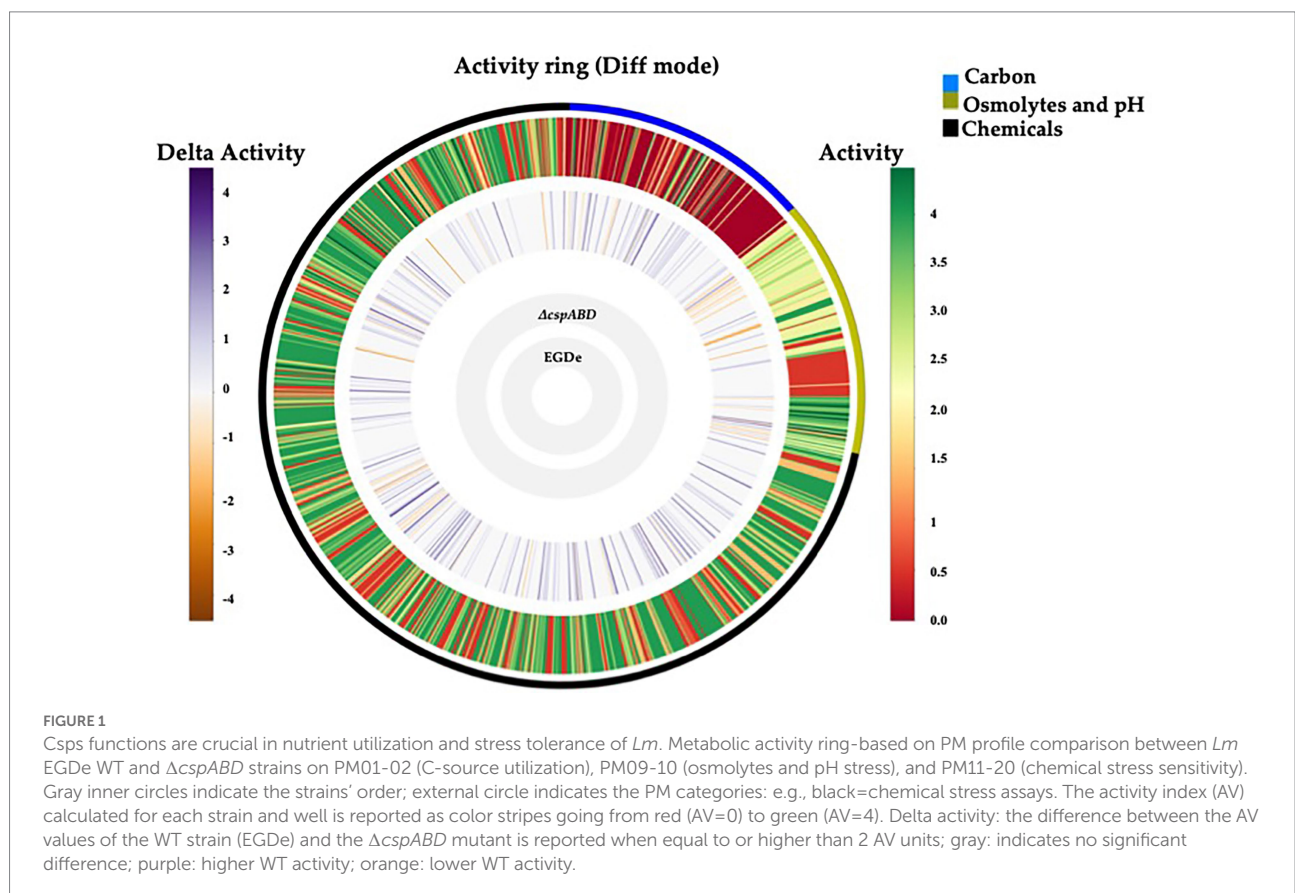 Activity ring (Diff mode)
Carbon
Osmolytes and pH
Chemicals
Delta Activity
4
3
2
1
0
-1
-2
-3
-4
Activity
4
3.5
3.0
2.5
2.0
1.5
1
0.5
0.0
ΔcspABD
EGDe
FIGURE 1
Csps functions are crucial in nutrient utilization and stress tolerance of Lm. Metabolic activity ring-based on PM profile comparison between Lm
EGDe WT and ΔcspABD strains on PM01-02 (C-source utilization), PM09-10 (osmolytes and pH stress), and PM11-20 (chemical stress sensitivity).
Gray inner circles indicate the strains' order; external circle indicates the PM categories: e.g., black=chemical stress assays. The activity index (AV)
calculated for each strain and well is reported as color stripes going from red (AV=0) to green (AV=4). Delta activity: the difference between the AV
values of the WT strain (EGDe) and the ΔcspABD mutant is reported when equal to or higher than 2 AV units; gray: indicates no significant
difference; purple: higher WT activity; orange: lower WT activity.